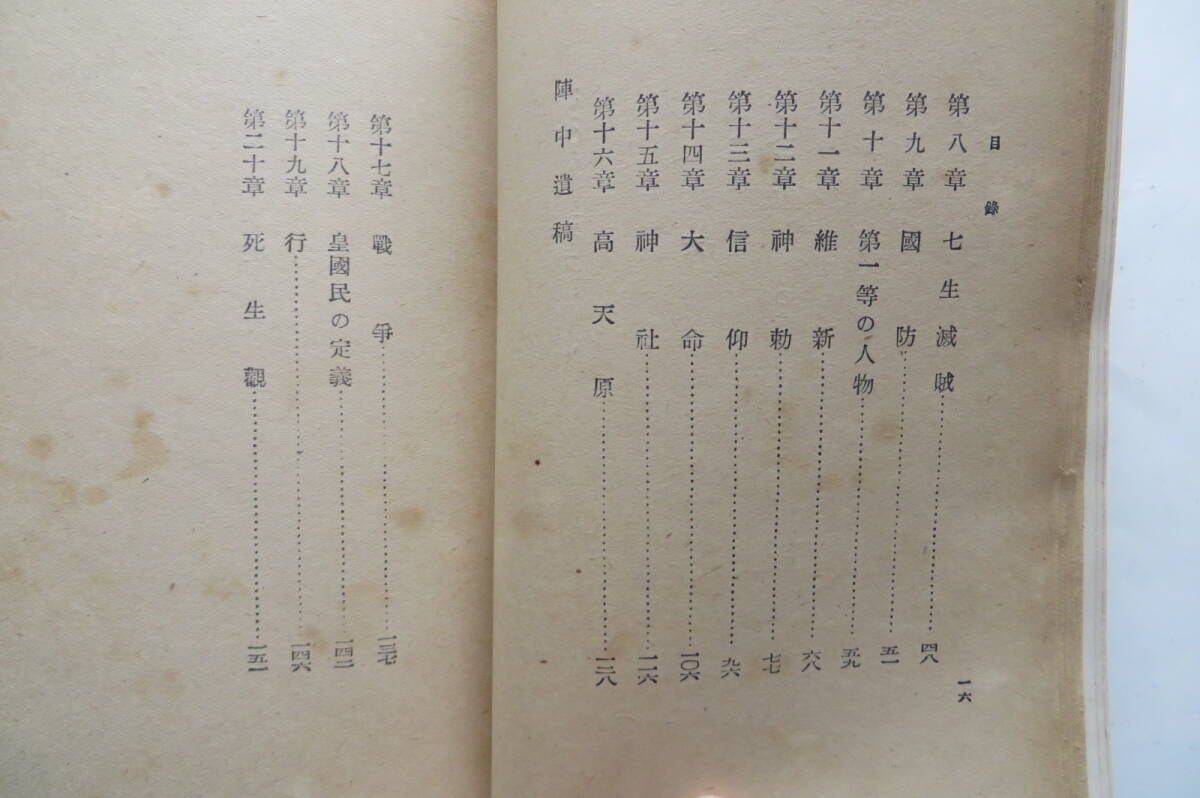 目錄
第八章 七生滅賊……四八
第九章 國防……五一
第十章 第一等の人物……五九
第十一章 維新……六八
第十二章 神勅……七七
第十三章 信仰……九六
第十四章 大命……一〇六
第十五章 神社……一一六
陣中遺稿
第十六章 高天原……一二八
一六
第十七章 戰爭……一三七
第十八章 皇國民の定義……一四二
第十九章 行……一四六
第二十章 死生觀……一五一